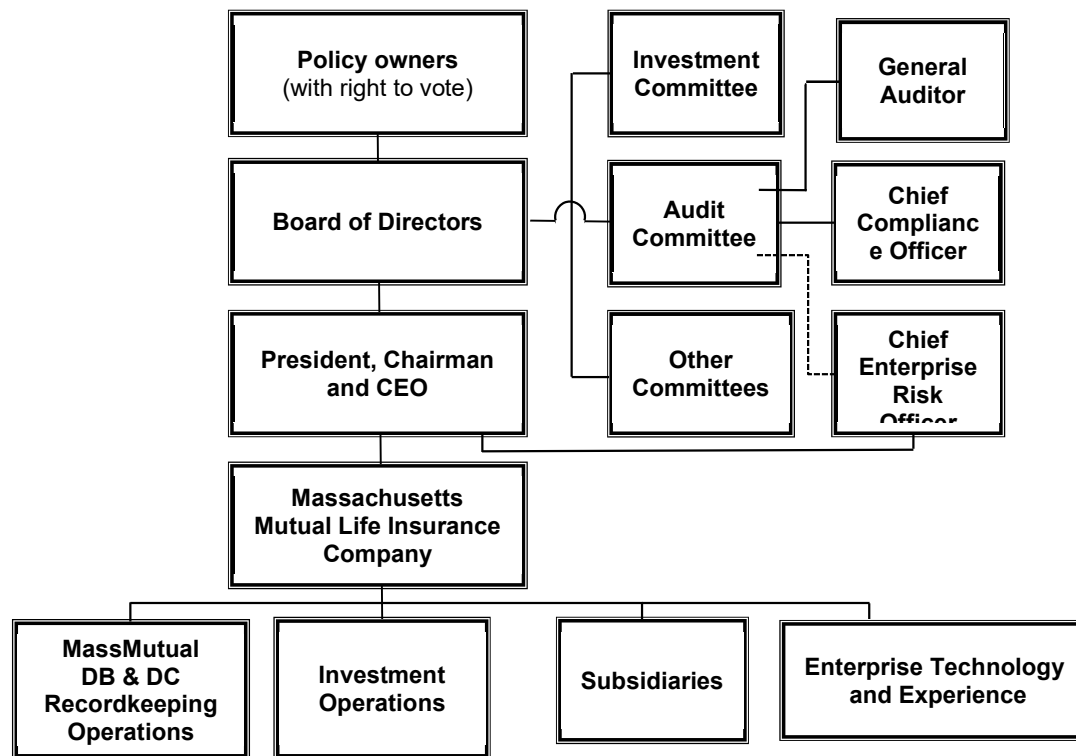 Policy owners
(with right to vote)
Investment
Committee
General
Auditor
Board of Directors
Audit
Committee
Chief
Complianc
e Officer
President, Chairman
and CEO
Other
Committees
Chief
Enterprise
Risk
Officer
Massachusetts
Mutual Life Insurance
Company
MassMutual
DB & DC
Recordkeeping
Operations
Investment
Operations
Subsidiaries
Enterprise Technology
and Experience